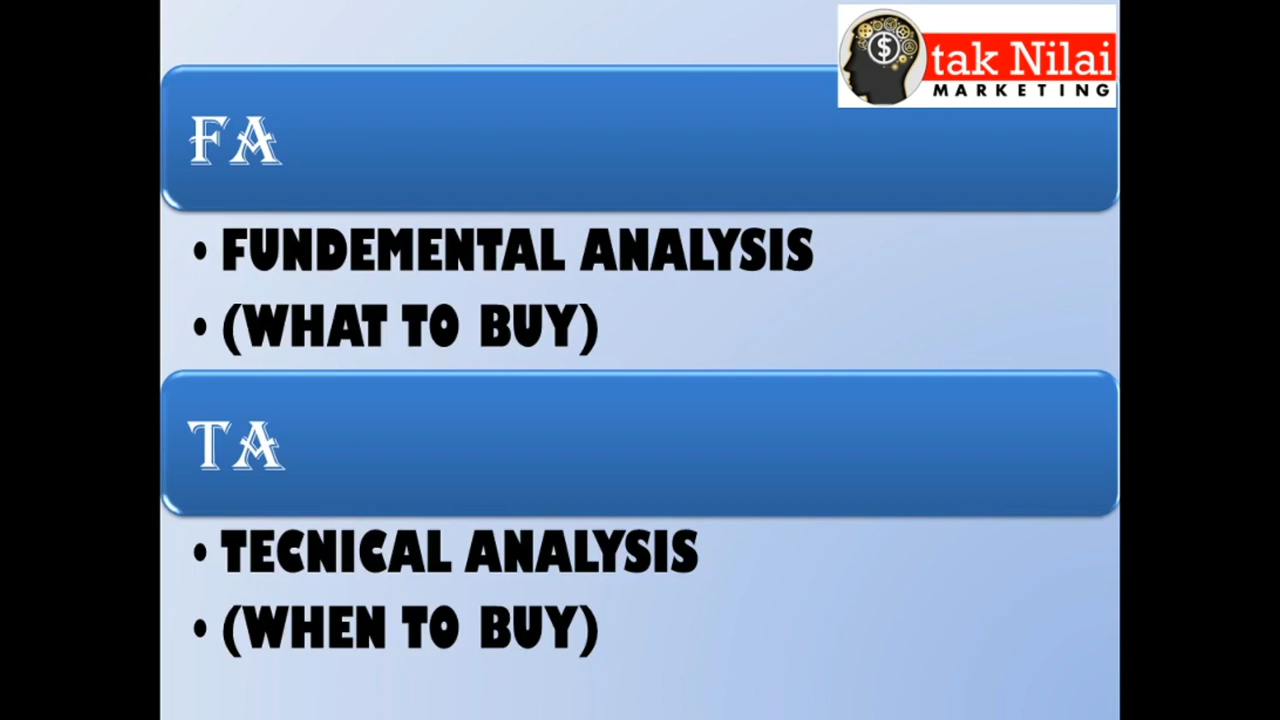 tak Nilai
MARKETING
FA
• FUNDEMENTAL ANALYSIS
• (WHAT TO BUY)
TA
• TECNICAL ANALYSIS
• (WHEN TO BUY)